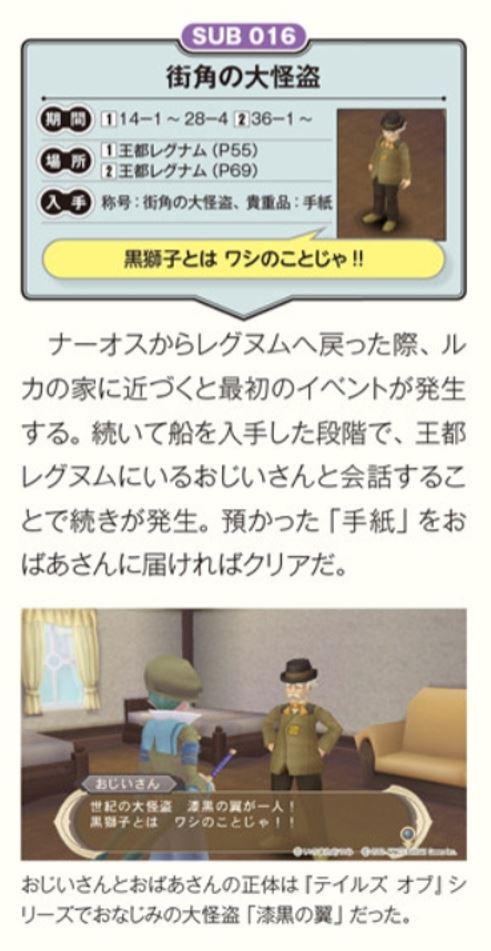 SUB 016
街角の大怪盗
期間 1 14-1～28-4 2 36-1～
場所 1 王都レグナム（P55）
2 王都レグナム（P69）
入手 称号：街角の大怪盗、貴重品：手紙
黒獅子とは ワシのことじゃ!!
ナーオスからレグヌムへ戻った際、ル
カの家に近づくと最初のイベントが発生
する。続いて船を入手した段階で、王都
レグヌムにいるおじいさんと会話するこ
とで続きが発生。預かった「手紙」をお
ばあさんに届ければクリアだ。
おじいさん
世紀の大怪盗　漆黒の翼が一人！
黒獅子とは　ワシのことじゃ！！
おじいさんとおばあさんの正体は『テイルズ オブ』シ
リーズでおなじみの大怪盗「漆黒の翼」だった。